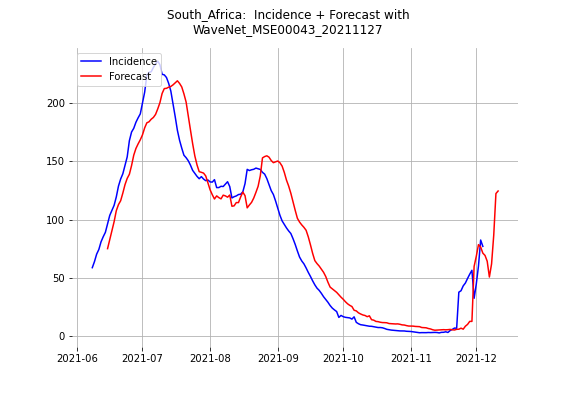 South_Africa:  Incidence + Forecast with
WaveNet_MSE00043_20211127
Incidence
Forecast
200
150
100
50
0
2021-06 2021-07 2021-08 2021-09 2021-10 2021-11 2021-12